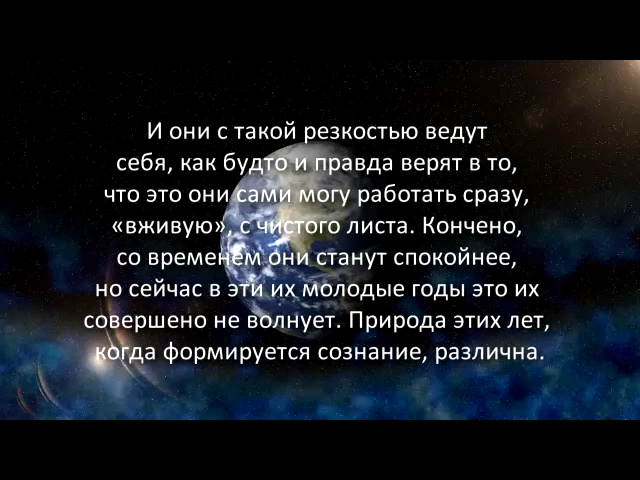 И они с такой резкостью ведут
себя, как будто и правда верят в то,
что это они сами могу работать сразу,
«вживую», с чистого листа. Кончено,
со временем они станут спокойнее,
но сейчас в эти их молодые годы это их
совершено не волнует. Природа этих лет,
когда формируется сознание, различна.